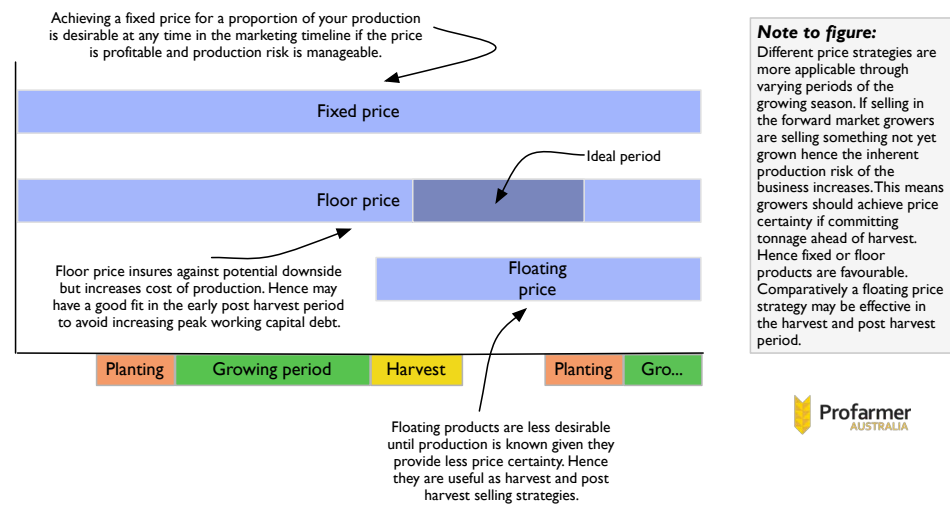 Achieving a fixed price for a proportion of your production
is desirable at any time in the marketing timeline if the price
is profitable and production risk is manageable.
Fixed price
Ideal period
Floor price
Floor price insures against potential downside
but increases cost of production. Hence may
have a good fit in the early post harvest period
to avoid increasing peak working capital debt.
Floating
price
Planting
Growing period
Harvest
Planting
Gro...
Floating products are less desirable
until production is known given they
provide less price certainty. Hence
they are useful as harvest and post
harvest selling strategies.
Note to figure:
Different price strategies are
more applicable through
varying periods of the
growing season. If selling in
the forward market growers
are selling something not yet
grown hence the inherent
production risk of the
business increases. This means
growers should achieve price
certainty if committing
tonnage ahead of harvest.
Hence fixed or floor
products are favourable.
Comparatively a floating price
strategy may be effective in
the harvest and post harvest
period.
Profarmer
AUSTRALIA